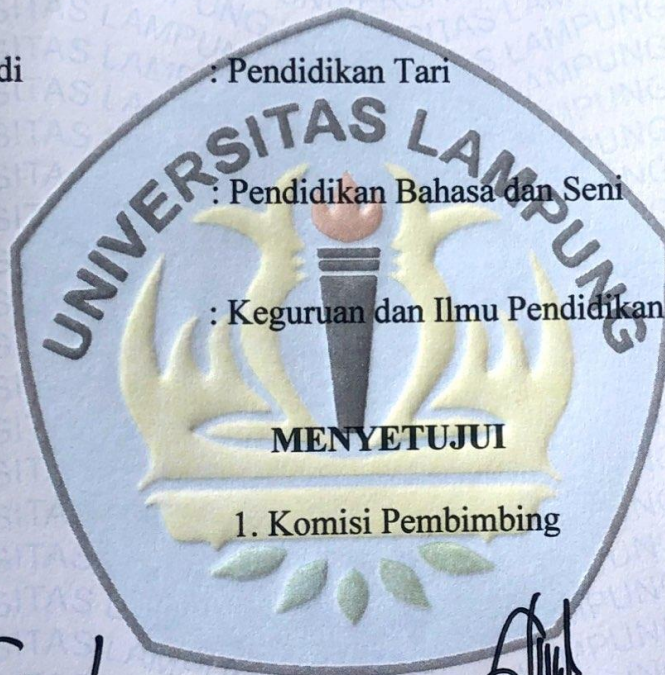 di : Pendidikan Tari
UNIVERSITAS LAMPUNG
: Pendidikan Bahasa dan Seni
: Keguruan dan Ilmu Pendidikan
MENYETUJUI
1. Komisi Pembimbing